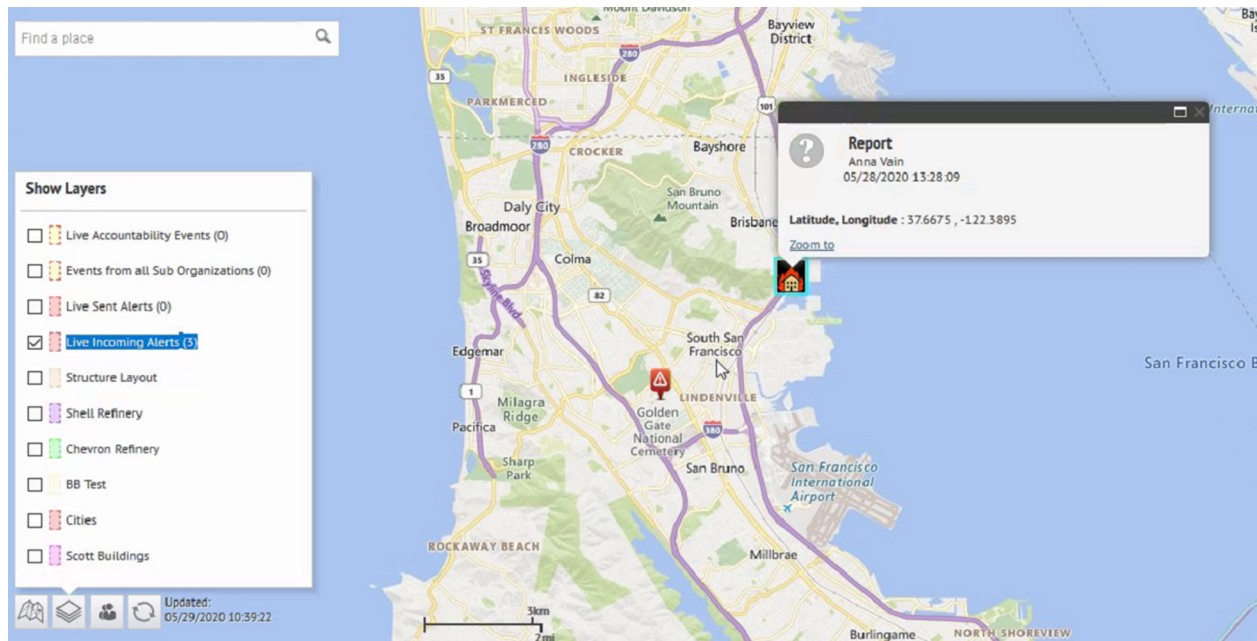 Find a place
Show Layers
Live Accountability Events (0)
Events from all Sub Organizations (0)
Live Sent Alerts (0)
Live Incoming Alerts (3)
Structure Layout
Shell Refinery
Chevron Refinery
BB Test
Cities
Scott Buildings
Updated:
05/29/2020 10:39:22
Report
Anna Vain
05/28/2020 13:28:09
Latitude, Longitude : 37.6675 , -122.3895
Zoom to
Mount Davidson
ST FRANCIS WOODS
Bayview
District
280
35
INGLESIDE
PARKMERCED
101
280
CROCKER
Bayshore
San Bruno
Mountain
Daly City
Broadmoor
Brisbane
35
Colma
Skyline Blvd
82
South San
Francisco
Edgemar
1
Milagra
Ridge
LINDENVILLE
Golden
Gate
National
Cemetery
Pacifica
380
San Bruno
Sharp
Park
San Francisco
International
Airport
ROCKAWAY BEACH
Millbrae
3km
2mi
Burlingame
NORTH SHOREVIEW
San Francisco B